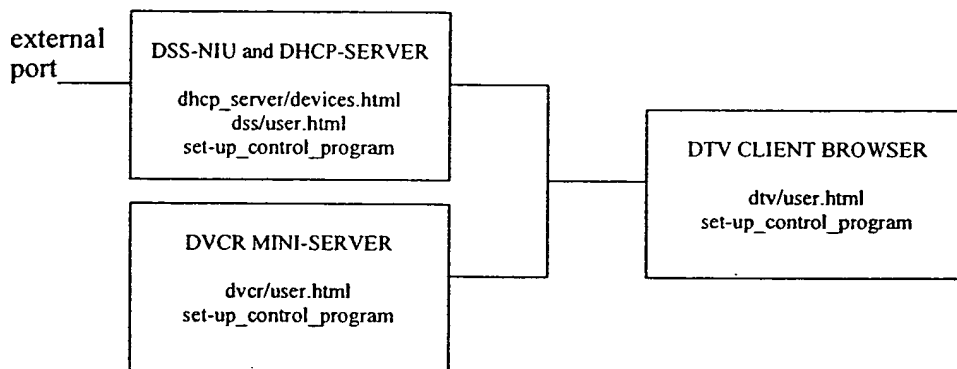 external
port
DSS-NIU and DHCP-SERVER
dhcp_server/devices.html
dss/user.html
set-up_control_program
DVCR MINI-SERVER
dvcr/user.html
set-up_control_program
DTV CLIENT BROWSER
dtv/user.html
set-up_control_program